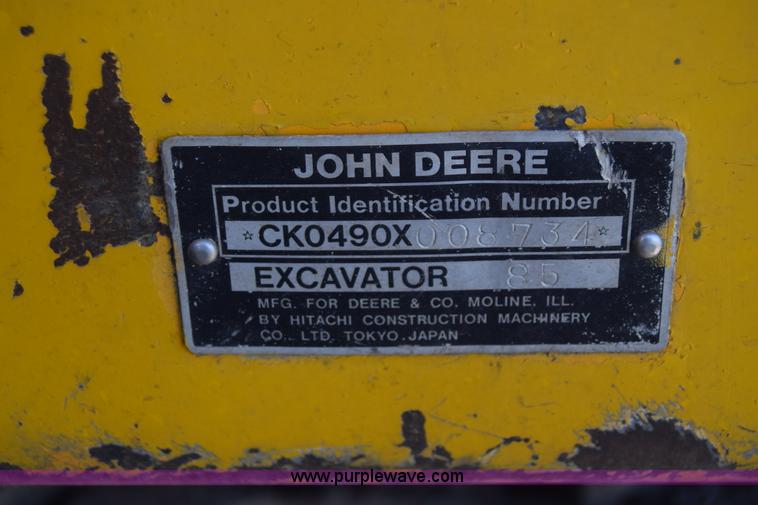 JOHN DEERE
Product Identification Number
☆CK0490X008734☆
EXCAVATOR 85
MFG. FOR DEERE & CO. MOLINE, ILL.
BY HITACHI CONSTRUCTION MACHINERY
CO., LTD. TOKYO.JAPAN
www.purplewave.com